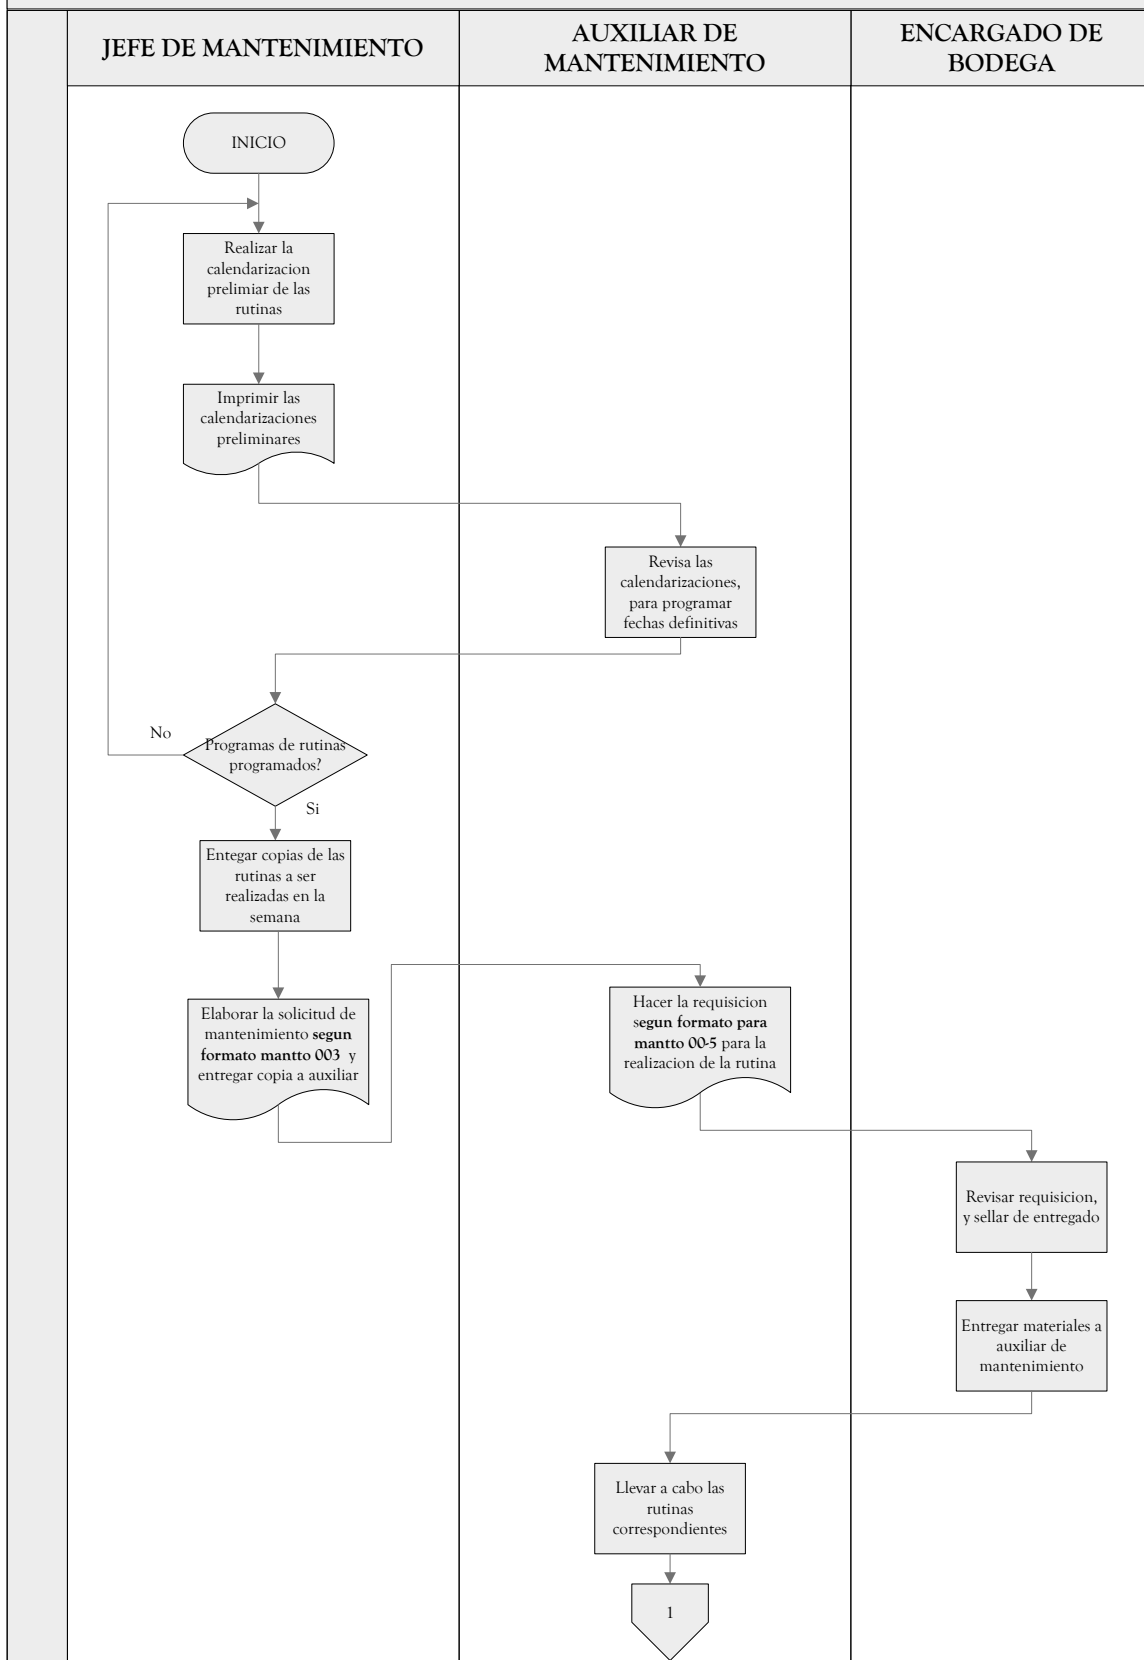 JEFE DE MANTENIMIENTO
AUXILIAR DE
MANTENIMIENTO
ENCARGADO DE
BODEGA
INICIO
Realizar la
calendarizacion
prelimiar de las
rutinas
Imprimir las
calendarizaciones
preliminares
Revisa las
calendarizaciones,
para programar
fechas definitivas
No
Programas de rutinas
programados?
Si
Entegar copias de las
rutinas a ser
realizadas en la
semana
Elaborar la solicitud de
mantenimiento segun
formato mantto 003 y
entregar copia a auxiliar
Hacer la requisicion
segun formato para
mantto 00-5 para la
realizacion de la rutina
Revisar requisicion,
y sellar de entregado
Entregar materiales a
auxiliar de
mantenimiento
Llevar a cabo las
rutinas
correspondientes
1